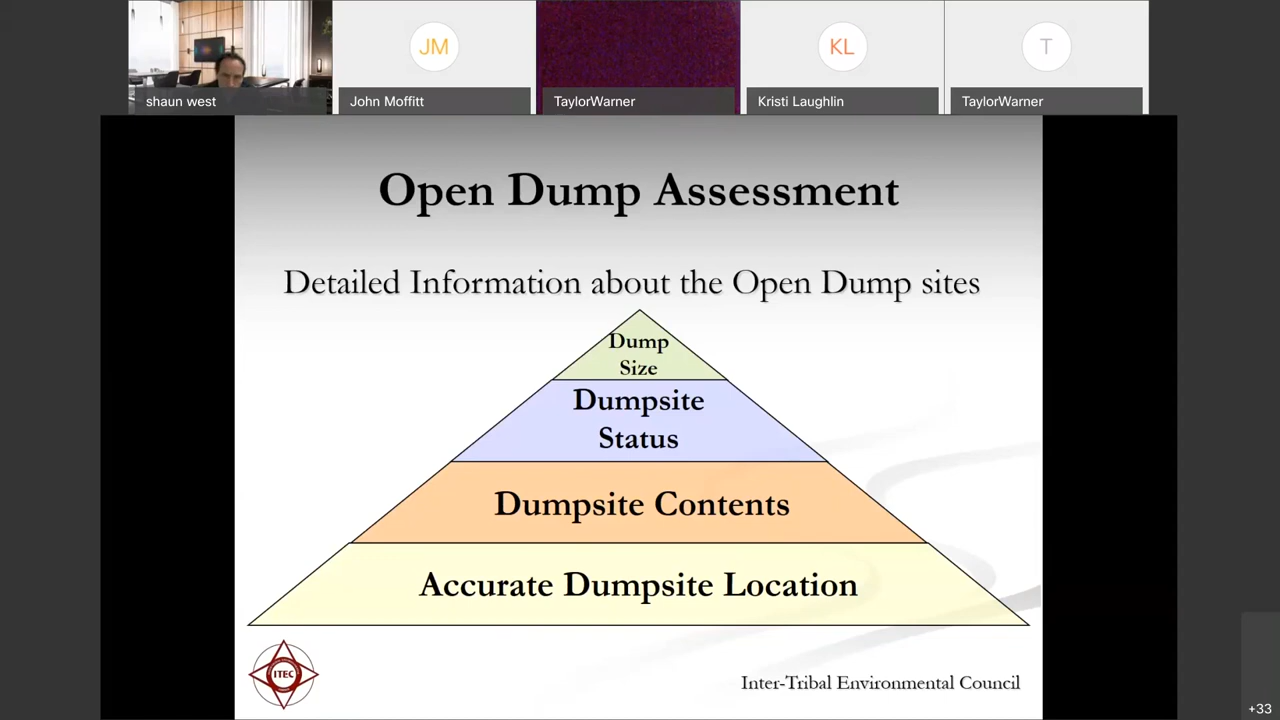 JM
KL
T
shaun west
John Moffitt
TaylorWarner
Kristi Laughlin
TaylorWarner
Open Dump Assessment
Detailed Information about the Open Dump sites
Dump
Size
Dumpsite
Status
Dumpsite Contents
Accurate Dumpsite Location
ITEC
Inter-Tribal Environmental Council
+33